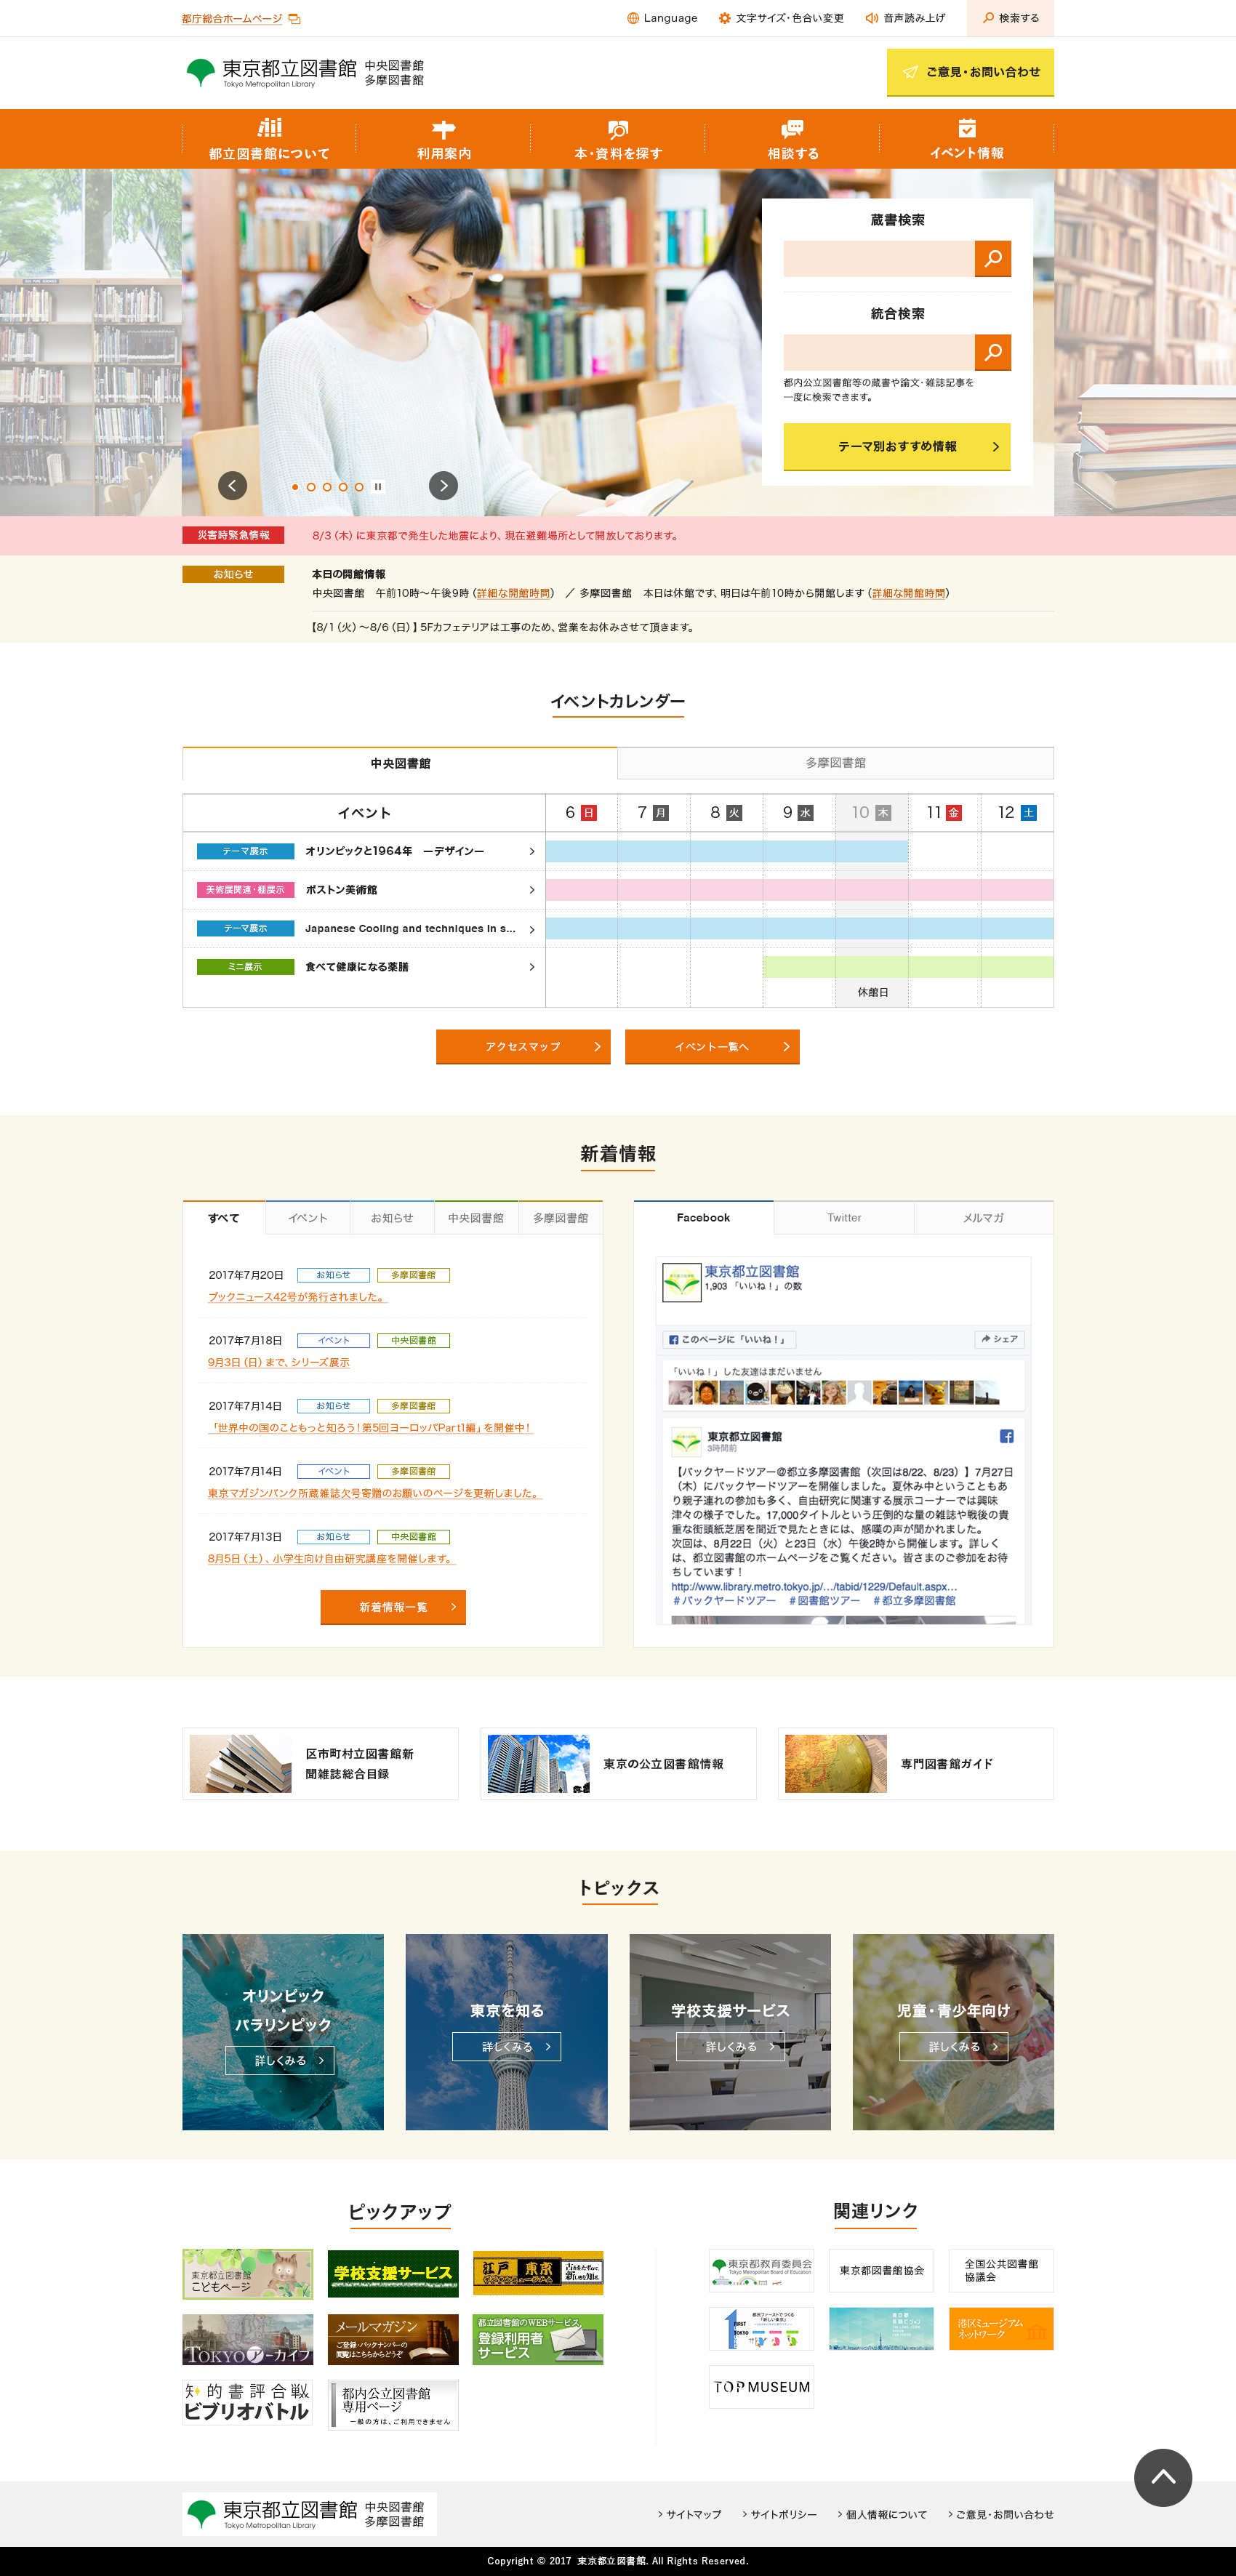 都庁総合ホームページ
Language
文字サイズ・色合い変更
音声読み上げ
検索する
東京都立図書館
Tokyo Metropolitan Library
中央図書館
多摩図書館
ご意見・お問い合わせ
都立図書館について
利用案内
本・資料を探す
相談する
イベント情報
蔵書検索
統合検索
都内公立図書館等の蔵書や論文・雑誌記事を
一度に検索できます。
テーマ別おすすめ情報
災害時緊急情報
8/3（木）に東京都で発生した地震により、現在避難場所として開放しております。
お知らせ
本日の開館情報
中央図書館　午前10時～午後9時（詳細な開館時間）　／ 多摩図書館　本日は休館です、明日は午前10時から開館します（詳細な開館時間）
【8/1（火）～8/6（日）】5Fカフェテリアは工事のため、営業をお休みさせて頂きます。
イベントカレンダー
中央図書館
多摩図書館
イベント
6 日
7 月
8 火
9 水
10 木
11 金
12 土
テーマ展示
オリンピックと1964年　ーデザインー
美術展関連・棚展示
ボストン美術館
テーマ展示
Japanese Cooling and techniques in s...
ミニ展示
食べて健康になる薬膳
休館日
アクセスマップ
イベント一覧へ
新着情報
すべて
イベント
お知らせ
中央図書館
多摩図書館
2017年7月20日
お知らせ
多摩図書館
ブックニュース42号が発行されました。
2017年7月18日
イベント
中央図書館
9月3日（日）まで、シリーズ展示
2017年7月14日
お知らせ
多摩図書館
「世界中の国のこともっと知ろう！第5回ヨーロッパPart1編」を開催中！
2017年7月14日
イベント
多摩図書館
東京マガジンバンク所蔵雑誌欠号寄贈のお願いのページを更新しました。
2017年7月13日
お知らせ
中央図書館
8月5日（土）、小学生向け自由研究講座を開催します。
新着情報一覧
Facebook
Twitter
メルマガ
東京都立図書館
1,903 「いいね！」の数
このページに「いいね！」
シェア
「いいね！」した友達はまだいません
東京都立図書館
3時間前
【バックヤードツアー＠都立多摩図書館（次回は8/22、8/23）】7月27日
（木）にバックヤードツアーを開催しました。夏休み中ということもあ
り親子連れの参加も多く、自由研究に関連する展示コーナーでは興味
津々の様子でした。17,000タイトルという圧倒的な量の雑誌や戦後の貴
重な街頭紙芝居を間近で見たときには、感嘆の声が聞かれました。
次回は、8月22日（火）と23日（水）午後2時から開催します。詳しく
は、都立図書館のホームページをご覧ください。皆さまのご参加をお待
ちしています！
http://www.library.metro.tokyo.jp/…/tabid/1229/Default.aspx…
＃バックヤードツアー　＃図書館ツアー　＃都立多摩図書館
区市町村立図書館新
聞雑誌総合目録
東京の公立図書館情報
専門図書館ガイド
トピックス
オリンピック
・
パラリンピック
詳しくみる
東京を知る
詳しくみる
学校支援サービス
詳しくみる
児童・青少年向け
詳しくみる
ピックアップ
東京都立図書館
こどもページ
学校支援サービス
江戸 東京
TOKYOアーカイブ
メールマガジン
ご登録・バックナンバーの
閲覧はこちらからどうぞ
都立図書館のWEBサービス
登録利用者
サービス
知的書評合戦
ビブリオバトル
都内公立図書館
専用ページ
一般の方は、ご利用できません
関連リンク
東京都教育委員会
Tokyo Metropolitan Board of Education
東京都図書館協会
全国公共図書館
協議会
都民ファーストでつくる
「新しい東京」
FIRST
TOKYO
港区ミュージアム
ネットワーク
TOP MUSEUM
東京都立図書館
Tokyo Metropolitan Library
中央図書館
多摩図書館
サイトマップ
サイトポリシー
個人情報について
ご意見・お問い合わせ
Copyright © 2017 東京都立図書館. All Rights Reserved.